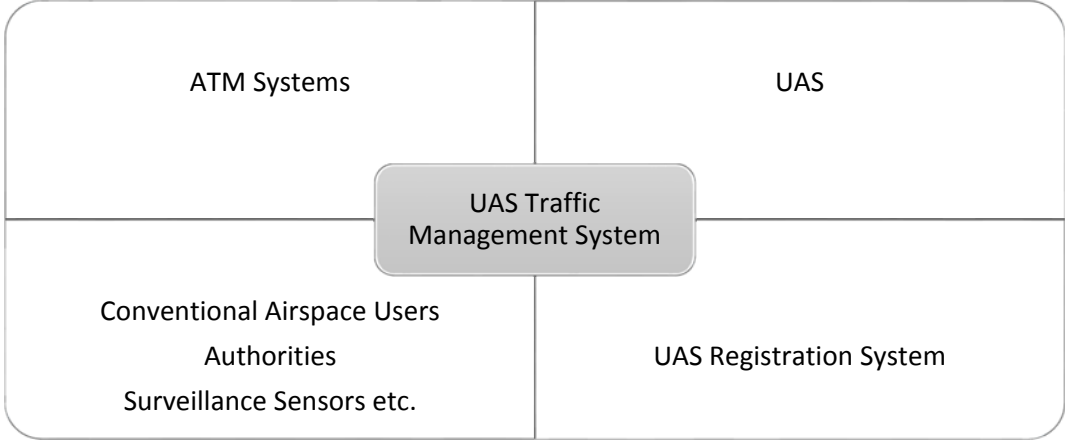 ATM Systems
UAS
UAS Traffic
Management System
Conventional Airspace Users
Authorities
Surveillance Sensors etc.
UAS Registration System